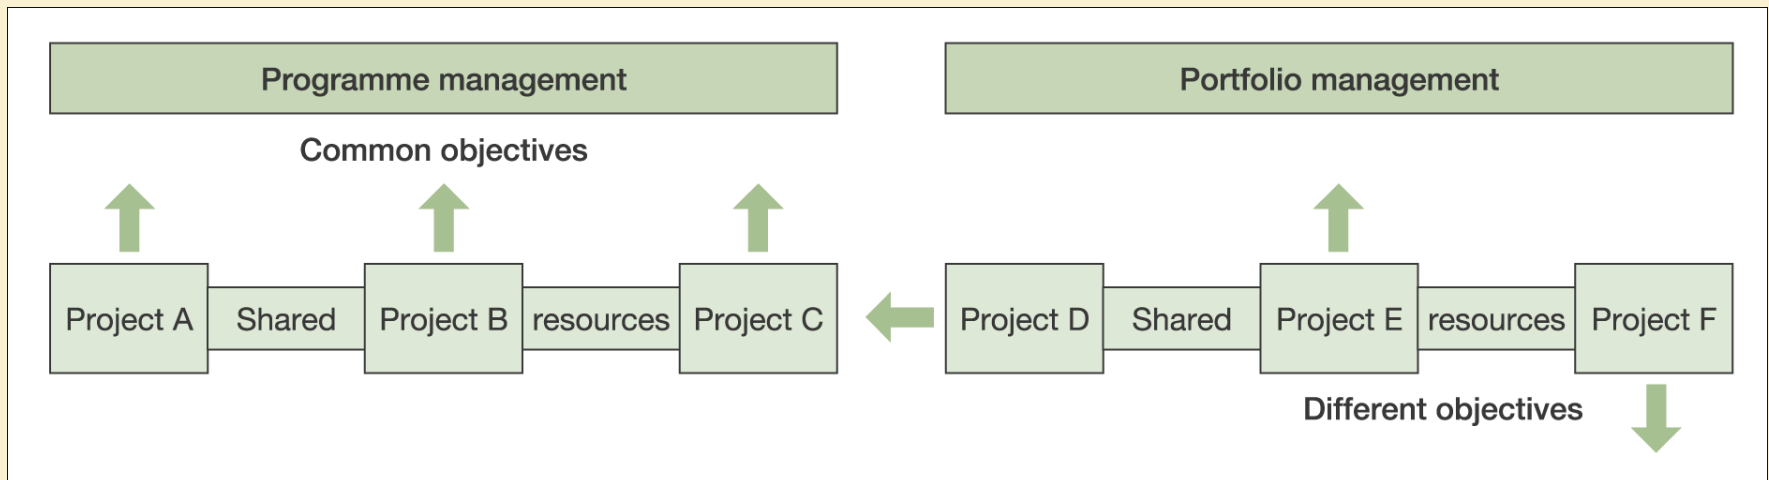 Programme management
Portfolio management
Common objectives
Project A
Shared
Project B
resources
Project C
Project D
Shared
Project E
resources
Project F
Different objectives